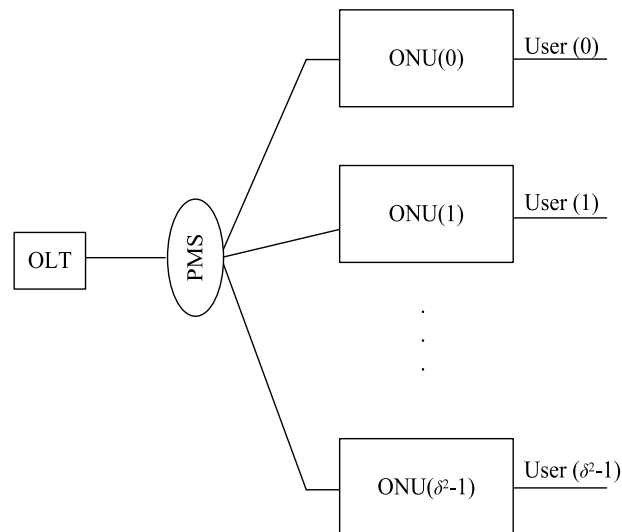 ONU(0)
User (0)
ONU(1)
User (1)
OLT
PMS
.
.
.
ONU(δ²-1)
User (δ²-1)